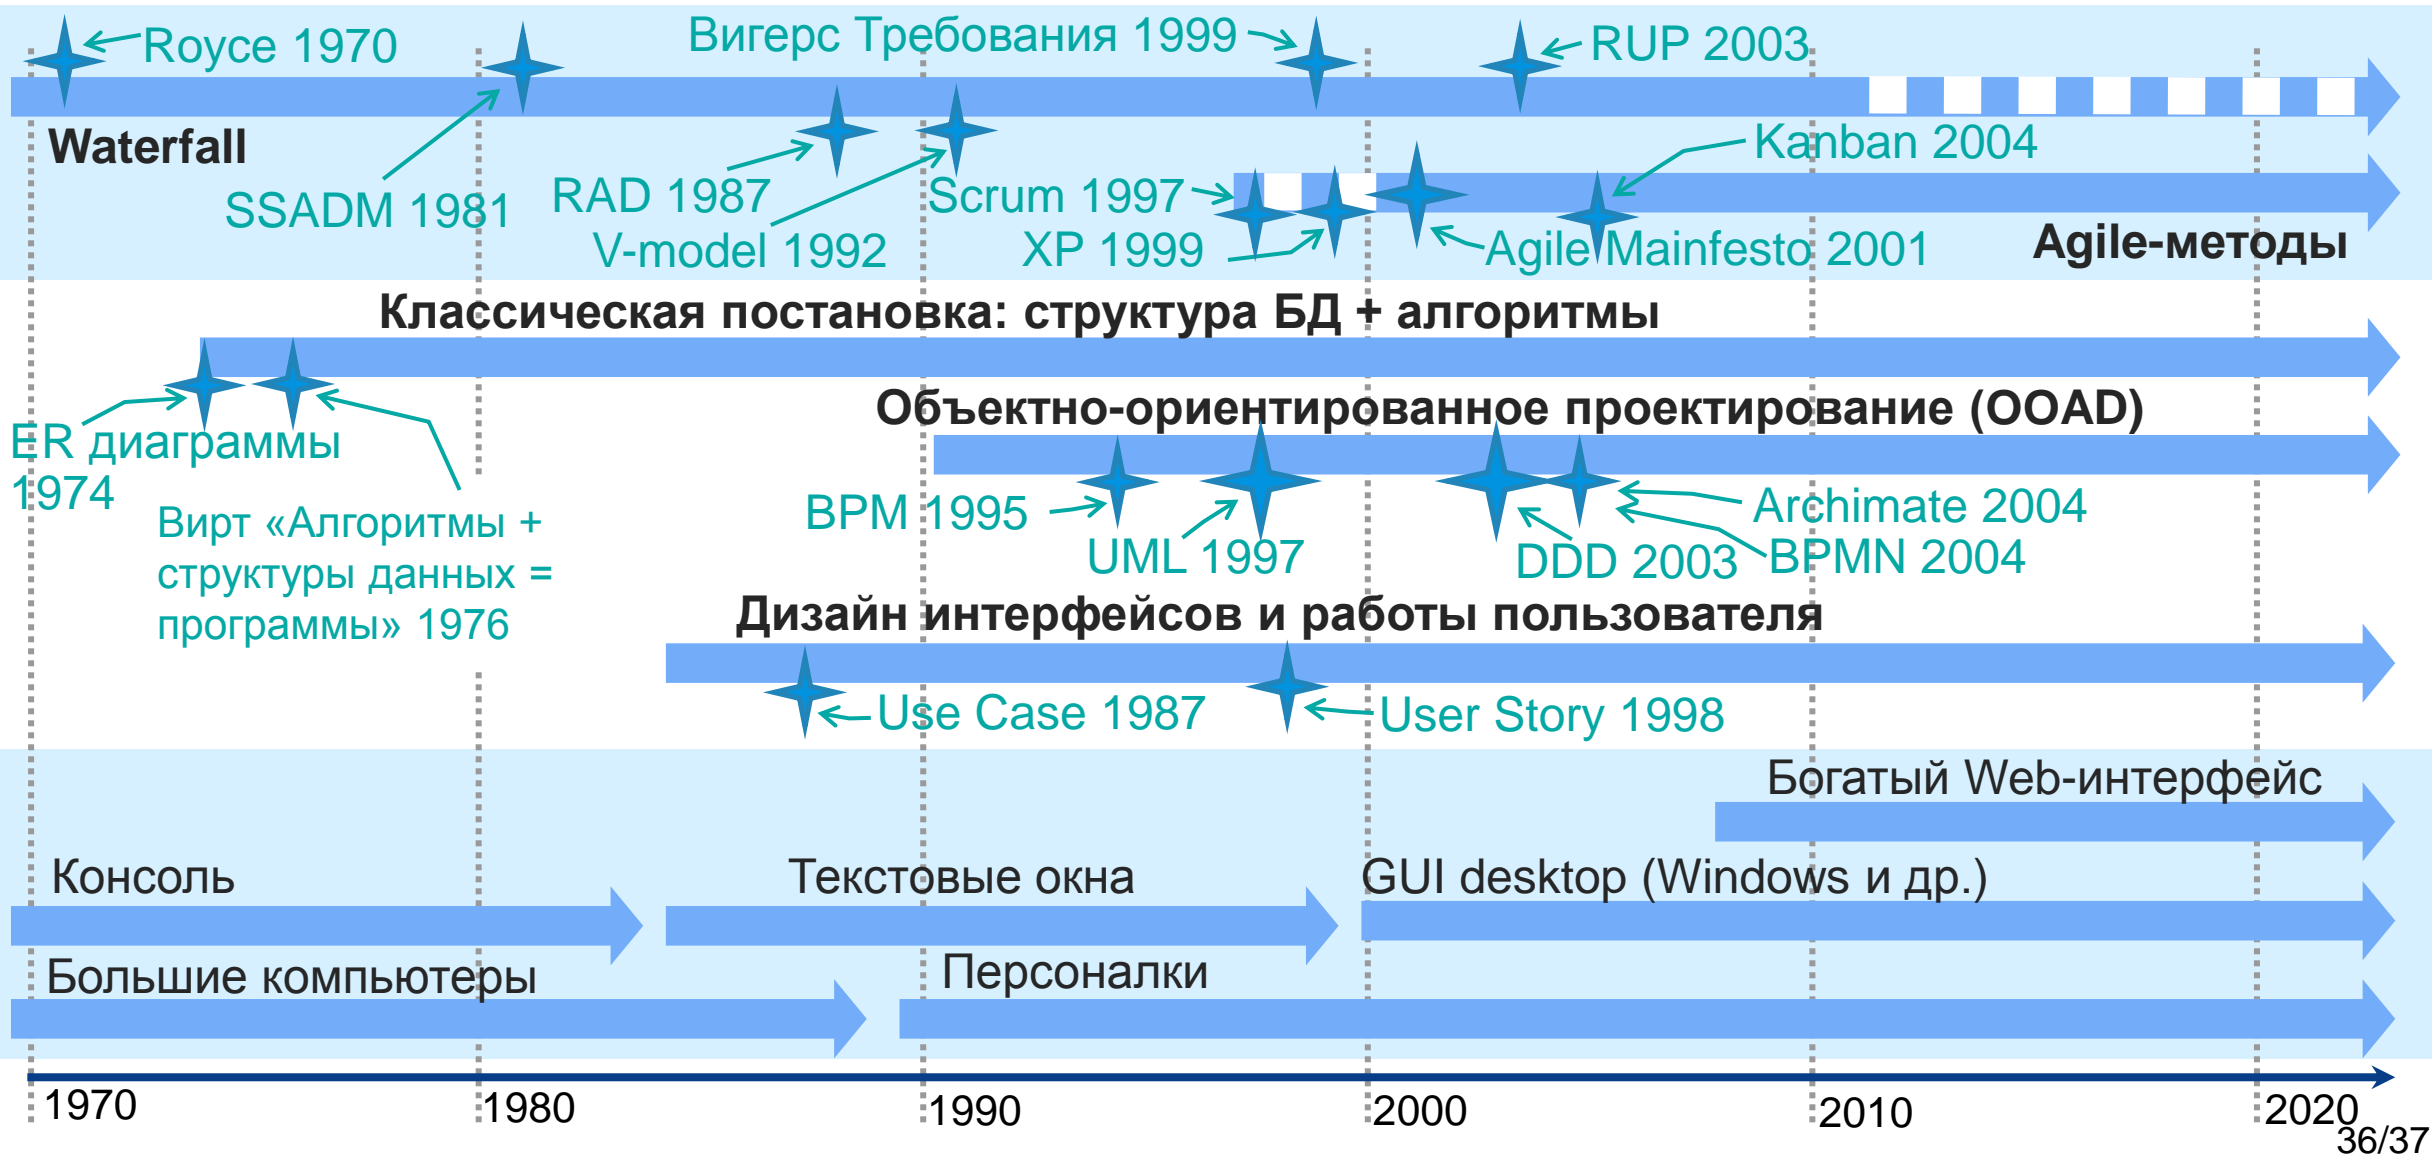 Royce 1970
Вигерс Требования 1999
RUP 2003
Waterfall
SSADM 1981
RAD 1987
V-model 1992
Scrum 1997
XP 1999
Kanban 2004
Agile Mainfesto 2001
Agile-методы
Классическая постановка: структура БД + алгоритмы
ER диаграммы
1974
Вирт «Алгоритмы +
структуры данных =
программы» 1976
Объектно-ориентированное проектирование (OOAD)
BPM 1995
UML 1997
DDD 2003
Archimate 2004
BPMN 2004
Дизайн интерфейсов и работы пользователя
Use Case 1987
User Story 1998
Богатый Web-интерфейс
Консоль
Текстовые окна
GUI desktop (Windows и др.)
Большие компьютеры
Персоналки
1970
1980
1990
2000
2010
2020
36/37